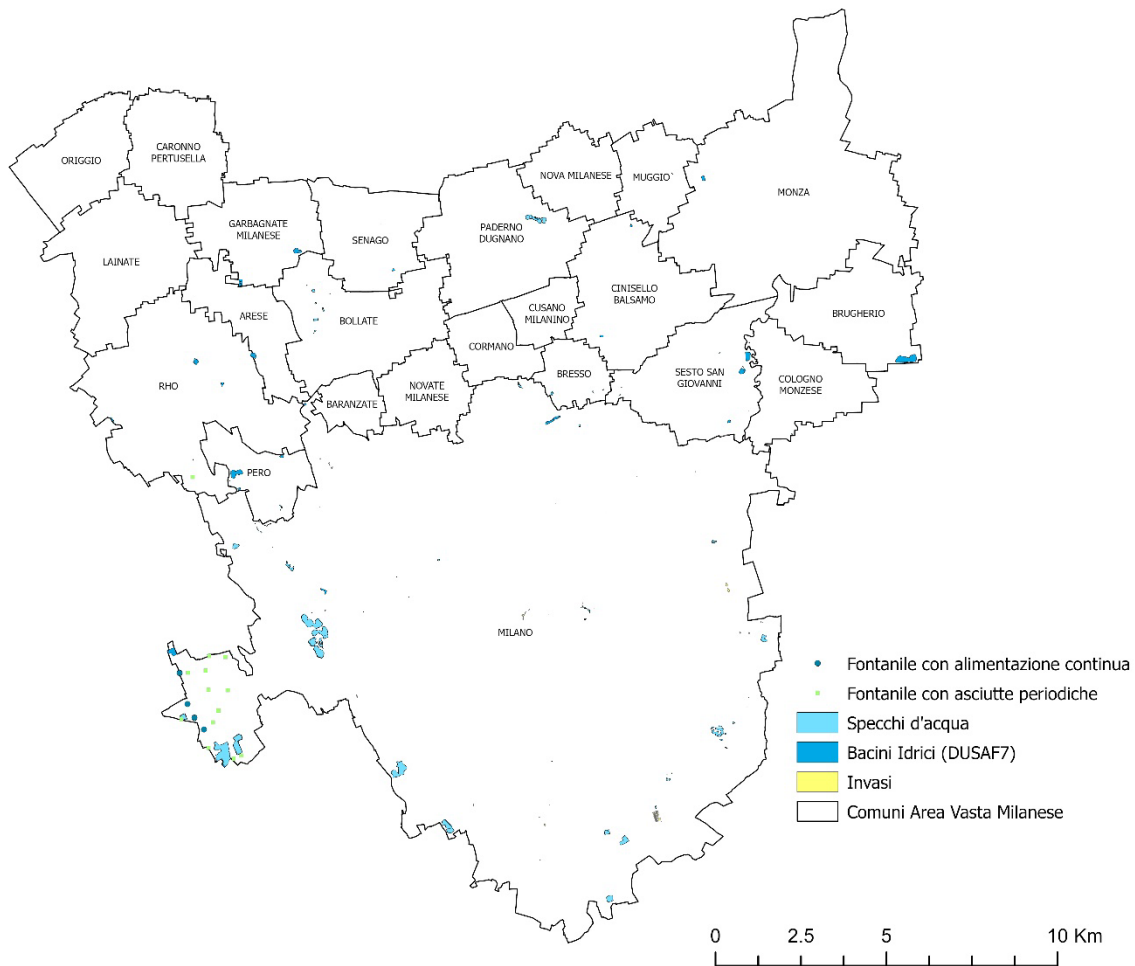 CARONNO
PERTUSELLA
ORIGGIO
NOVA MILANESE
MUGGIO`
MONZA
GARBAGNATE
MILANESE
SENAGO
PADERNO
DUGNANO
LAINATE
CINISELLO
BALSAMO
ARESE
BOLLATE
CUSANO
MILANINO
BRUGHERIO
CORMANO
RHO
BRESSO
SESTO SAN
GIOVANNI
COLOGNO
MONZESE
BARANZATE
NOVATE
MILANESE
PERO
MILANO
Fontanile con alimentazione continua
Fontanile con asciutte periodiche
Specchi d'acqua
Bacini Idrici (DUSAF7)
Invasi
Comuni Area Vasta Milanese
0 2.5 5 10 Km